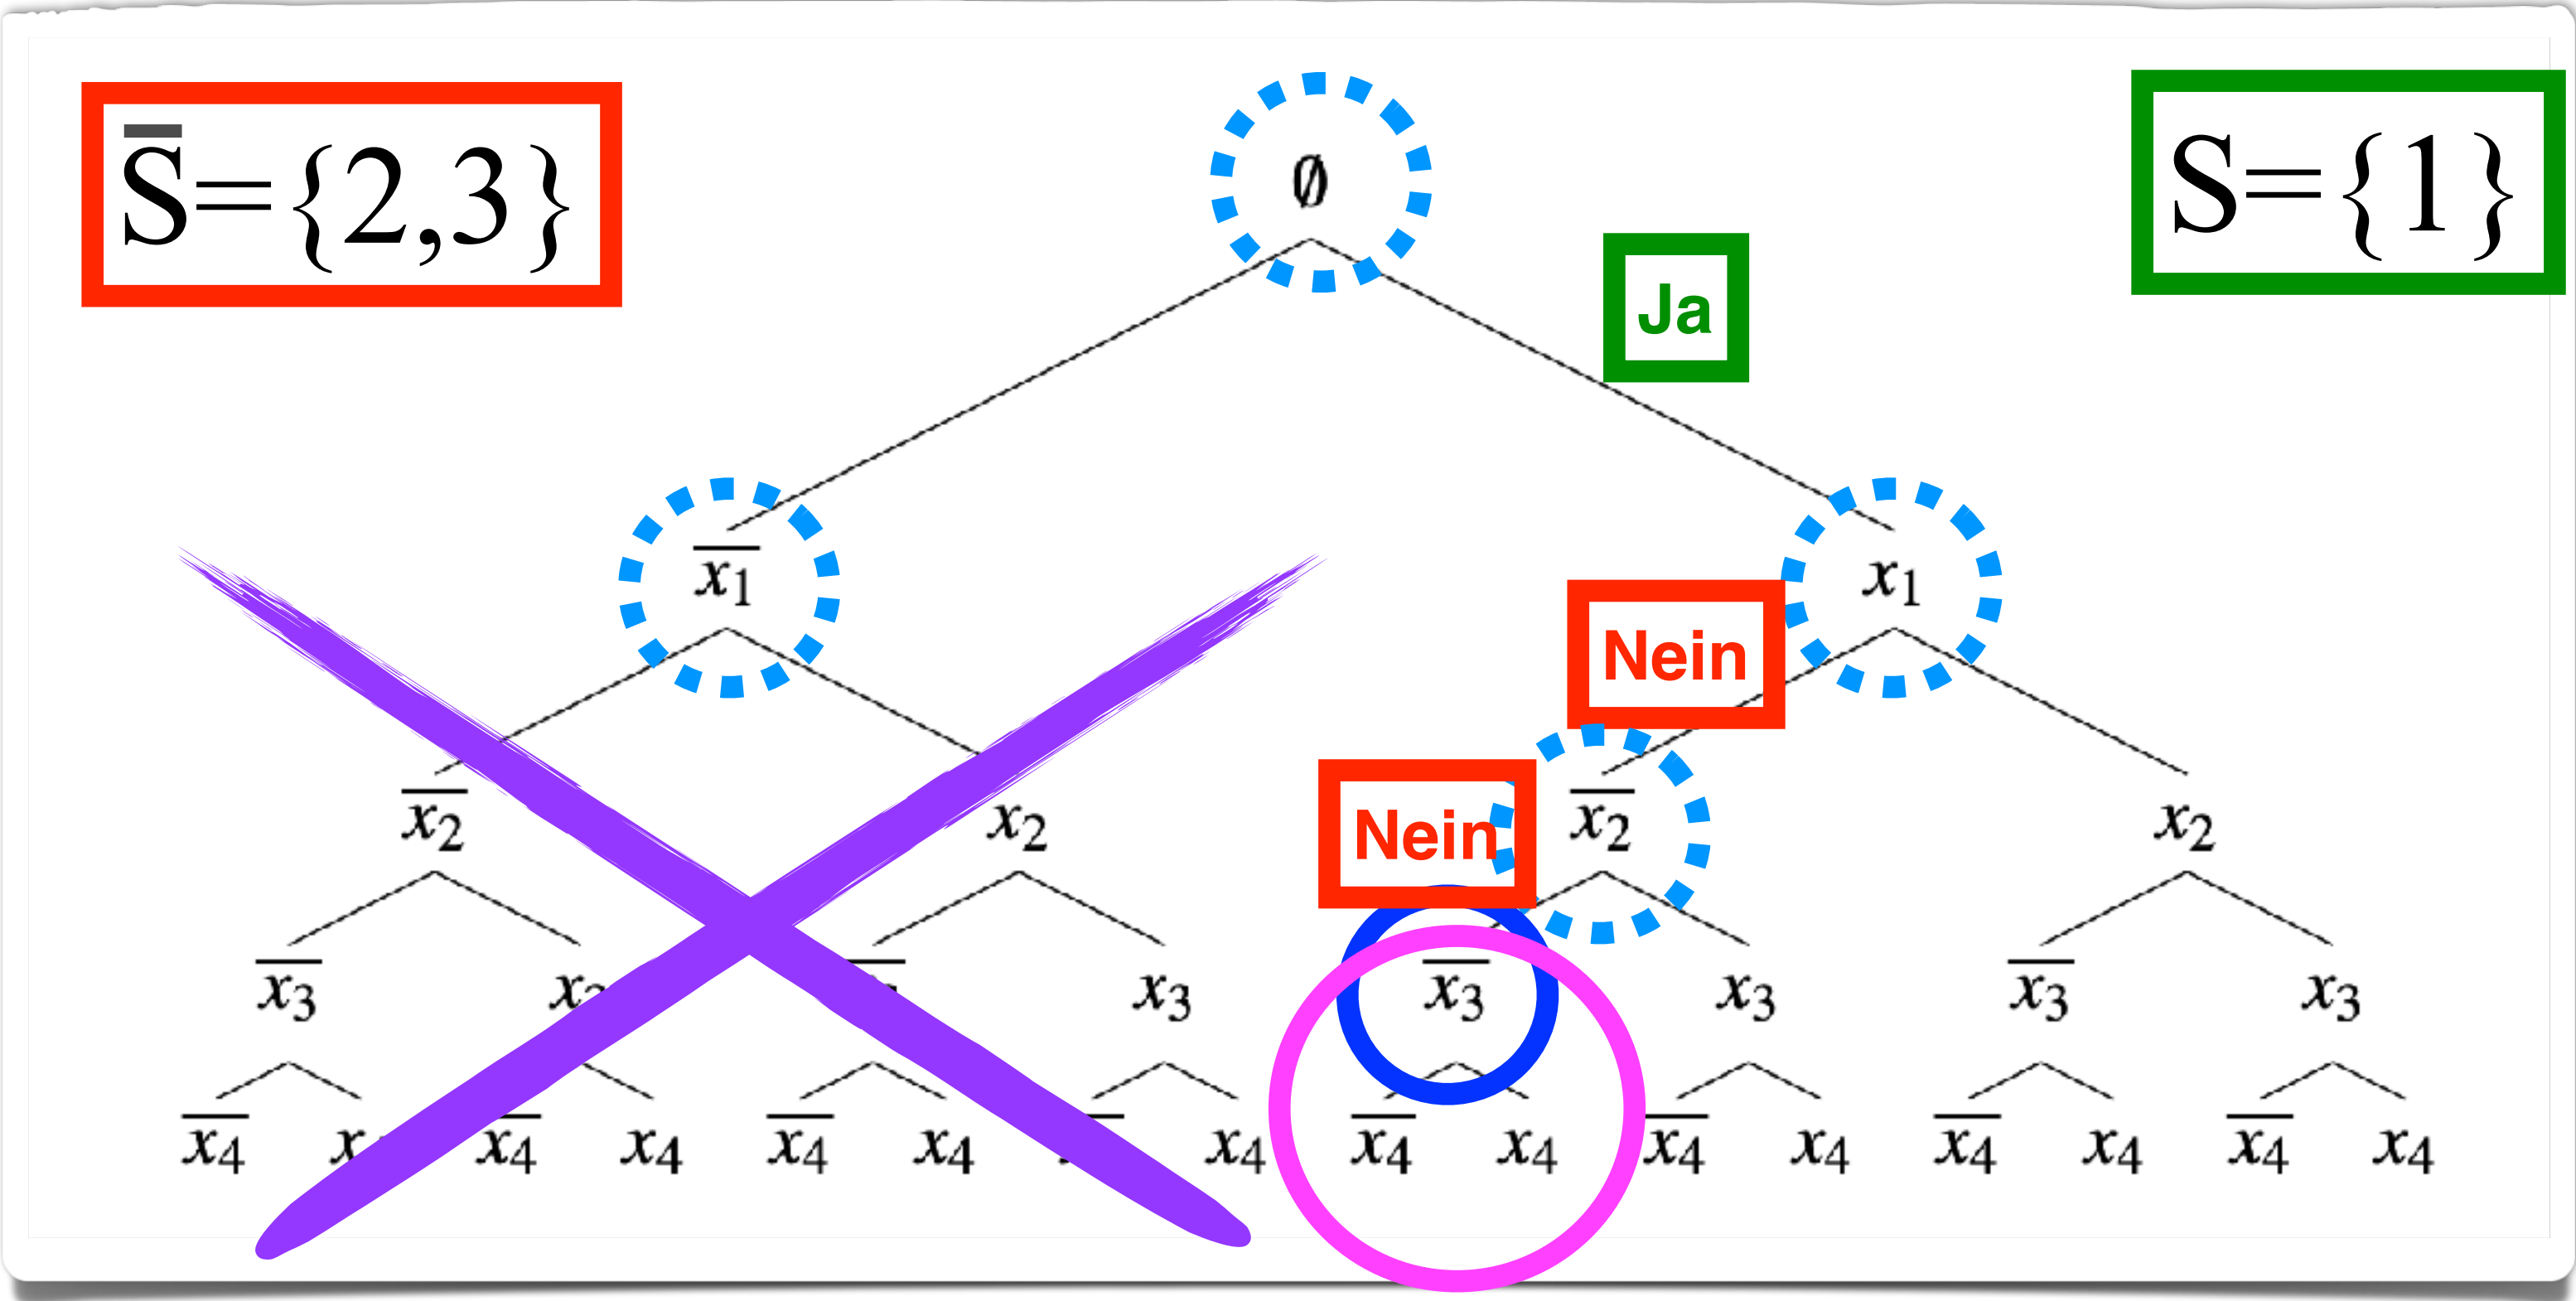 S̅={2,3}
∅
S={1}
Ja
x̅₁
x₁
Nein
x̅₂
x₂
Nein
x̅₂
x₂
x̅₃
x₃
x̅₃
x₃
x̅₃
x₃
x̅₄
x̅₄
x₄
x̅₄
x₄
x₄
x̅₄
x₄
x̅₄
x₄
x̅₄
x₄
x̅₄
x₄